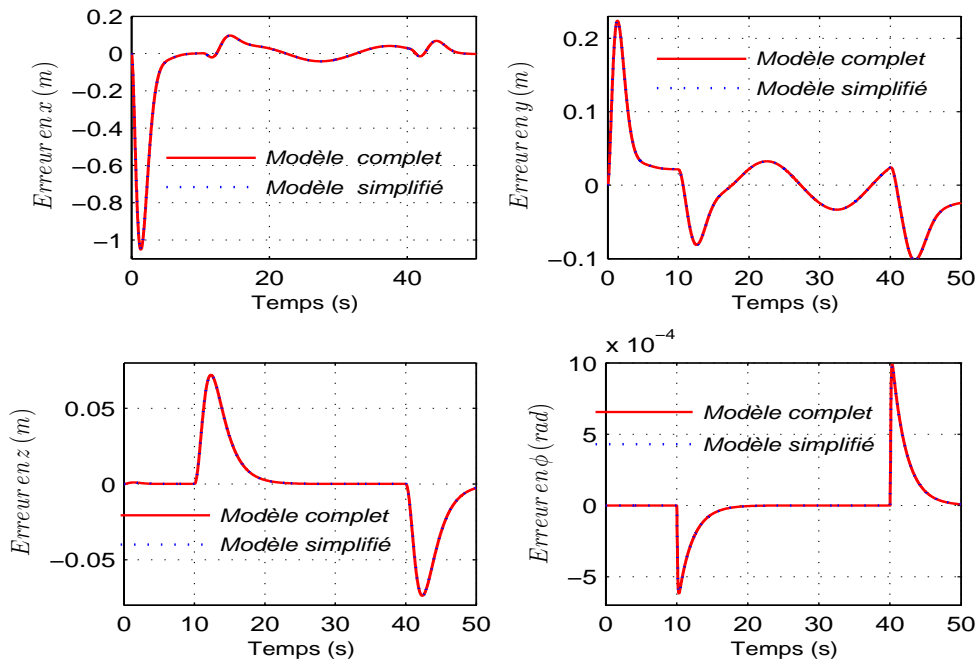 0.2
0
−0.2
−0.4
−0.6
−0.8
−1
Erreur en x (m)
Modèle complet
Modèle simplifié
0 20 40
Temps (s)
0.2
0.1
0
−0.1
Erreur en y (m)
Modèle complet
Modèle simplifié
0 10 20 30 40 50
Temps (s)
0.05
0
−0.05
Erreur en z (m)
Modèle complet
Modèle simplifié
0 10 20 30 40 50
Temps (s)
x 10⁻⁴
10
5
0
−5
Erreur en ϕ (rad)
Modèle complet
Modèle simplifié
0 10 20 30 40 50
Temps (s)